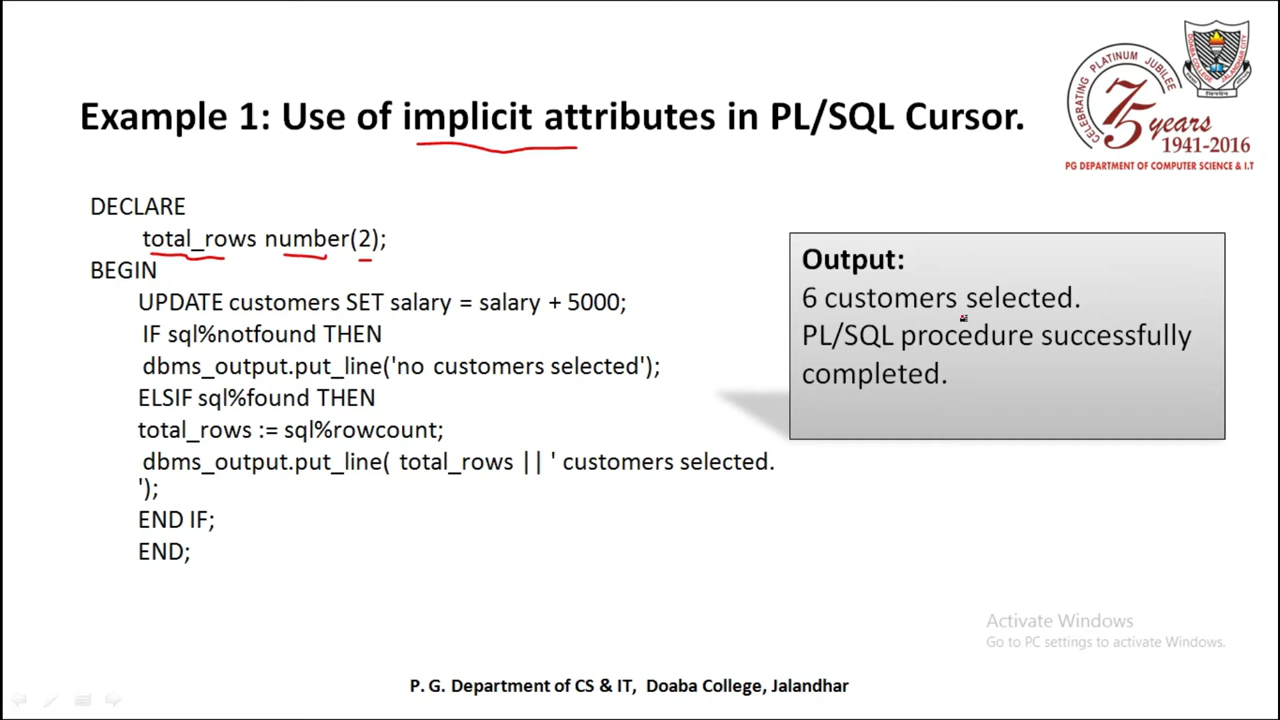 CELEBRATING PLATINUM JUBILEE
75 years
1941-2016
PG DEPARTMENT OF COMPUTER SCIENCE & I.T
Example 1: Use of implicit attributes in PL/SQL Cursor.
DECLARE
total_rows number(2);
BEGIN
UPDATE customers SET salary = salary + 5000;
IF sql%notfound THEN
dbms_output.put_line('no customers selected');
ELSIF sql%found THEN
total_rows := sql%rowcount;
dbms_output.put_line( total_rows || ' customers selected.
');
END IF;
END;
Output:
6 customers selected.
PL/SQL procedure successfully
completed.
Activate Windows
Go to PC settings to activate Windows.
P. G. Department of CS & IT, Doaba College, Jalandhar